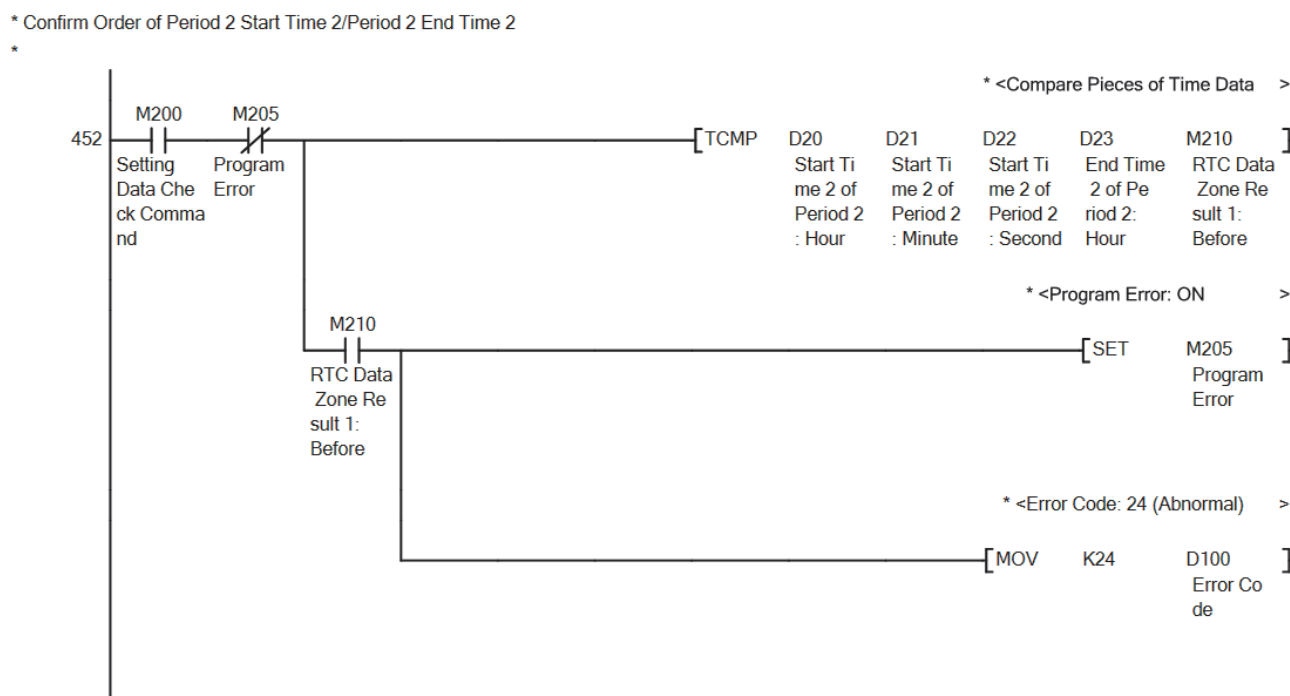 * Confirm Order of Period 2 Start Time 2/Period 2 End Time 2
*
* <Compare Pieces of Time Data >
M200 M205
452 [TCMP D20 D21 D22 D23 M210 ]
Setting Program Start Ti Start Ti Start Ti End Time RTC Data
Data Che Error me 2 of me 2 of me 2 of 2 of Pe Zone Re
ck Comma Period 2 Period 2 Period 2 riod 2: sult 1:
nd : Hour : Minute : Second Hour Before
* <Program Error: ON >
M210
[SET M205 ]
RTC Data Program
Zone Re Error
sult 1:
Before
* <Error Code: 24 (Abnormal) >
[MOV K24 D100 ]
Error Co
de